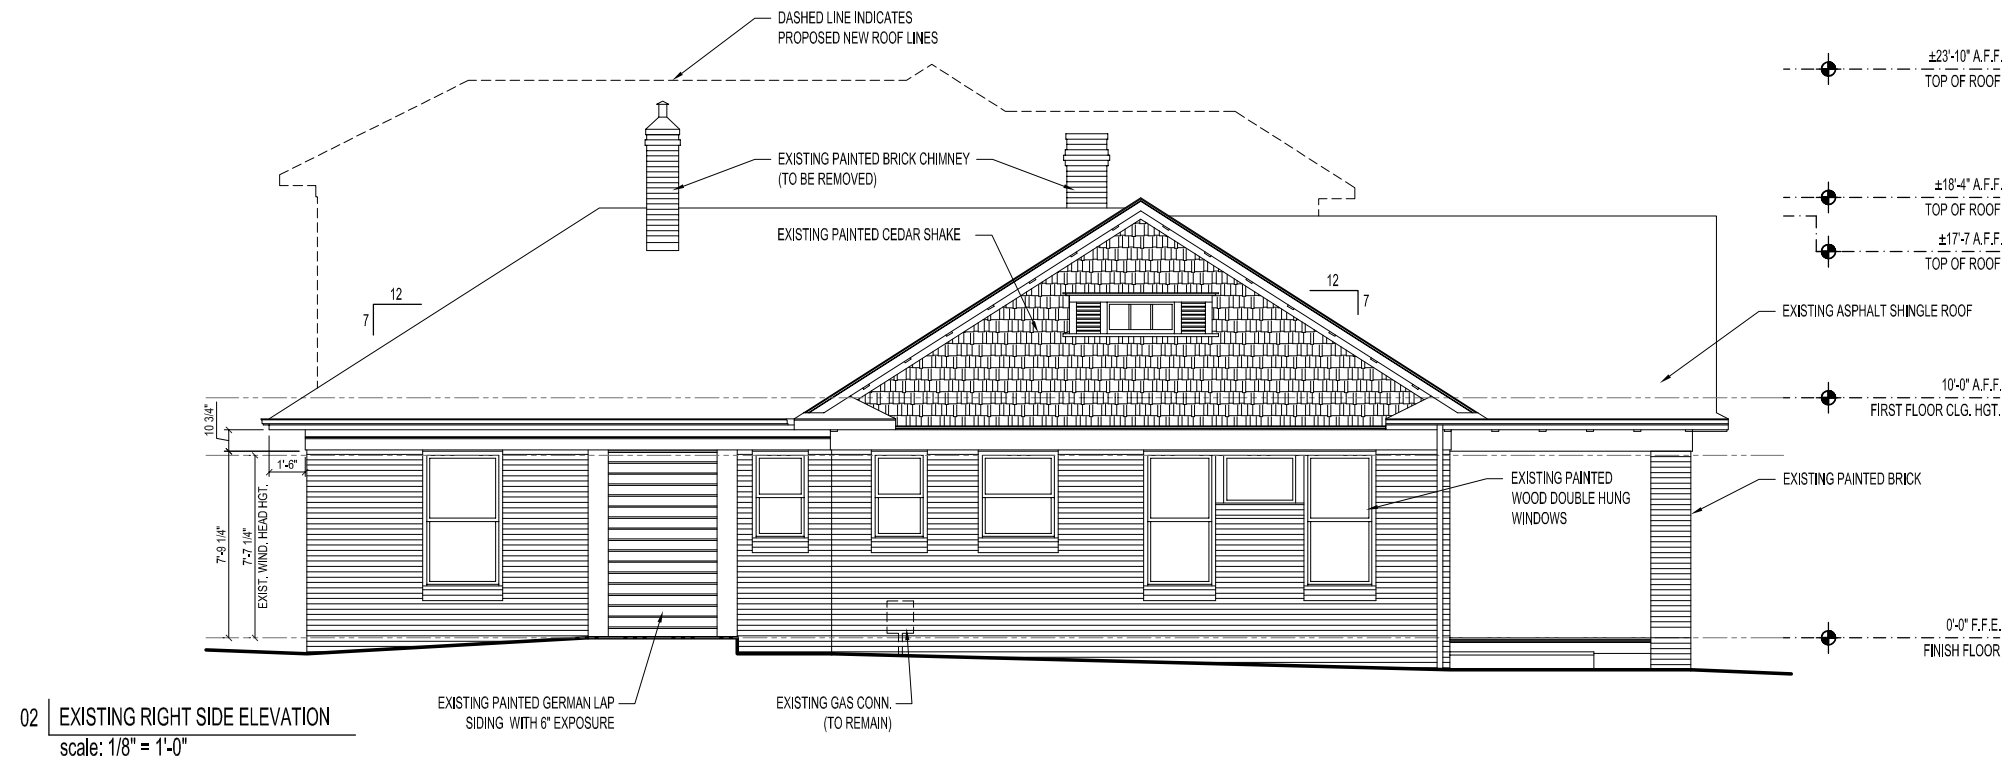 DASHED LINE INDICATES
PROPOSED NEW ROOF LINES
±23'-10" A.F.F.
TOP OF ROOF
EXISTING PAINTED BRICK CHIMNEY
(TO BE REMOVED)
±18'-4" A.F.F.
TOP OF ROOF
EXISTING PAINTED CEDAR SHAKE
±17'-7 A.F.F.
TOP OF ROOF
12
7
12
7
EXISTING ASPHALT SHINGLE ROOF
10'-0" A.F.F.
FIRST FLOOR CLG. HGT.
10 3/4"
1'-6"
7'-9 1/4"
7'-7 1/4"
EXIST. WIND. HEAD HGT.
EXISTING PAINTED
WOOD DOUBLE HUNG
WINDOWS
EXISTING PAINTED BRICK
0'-0" F.F.E.
FINISH FLOOR
EXISTING PAINTED GERMAN LAP
SIDING WITH 6" EXPOSURE
EXISTING GAS CONN.
(TO REMAIN)
02 EXISTING RIGHT SIDE ELEVATION
scale: 1/8" = 1'-0"